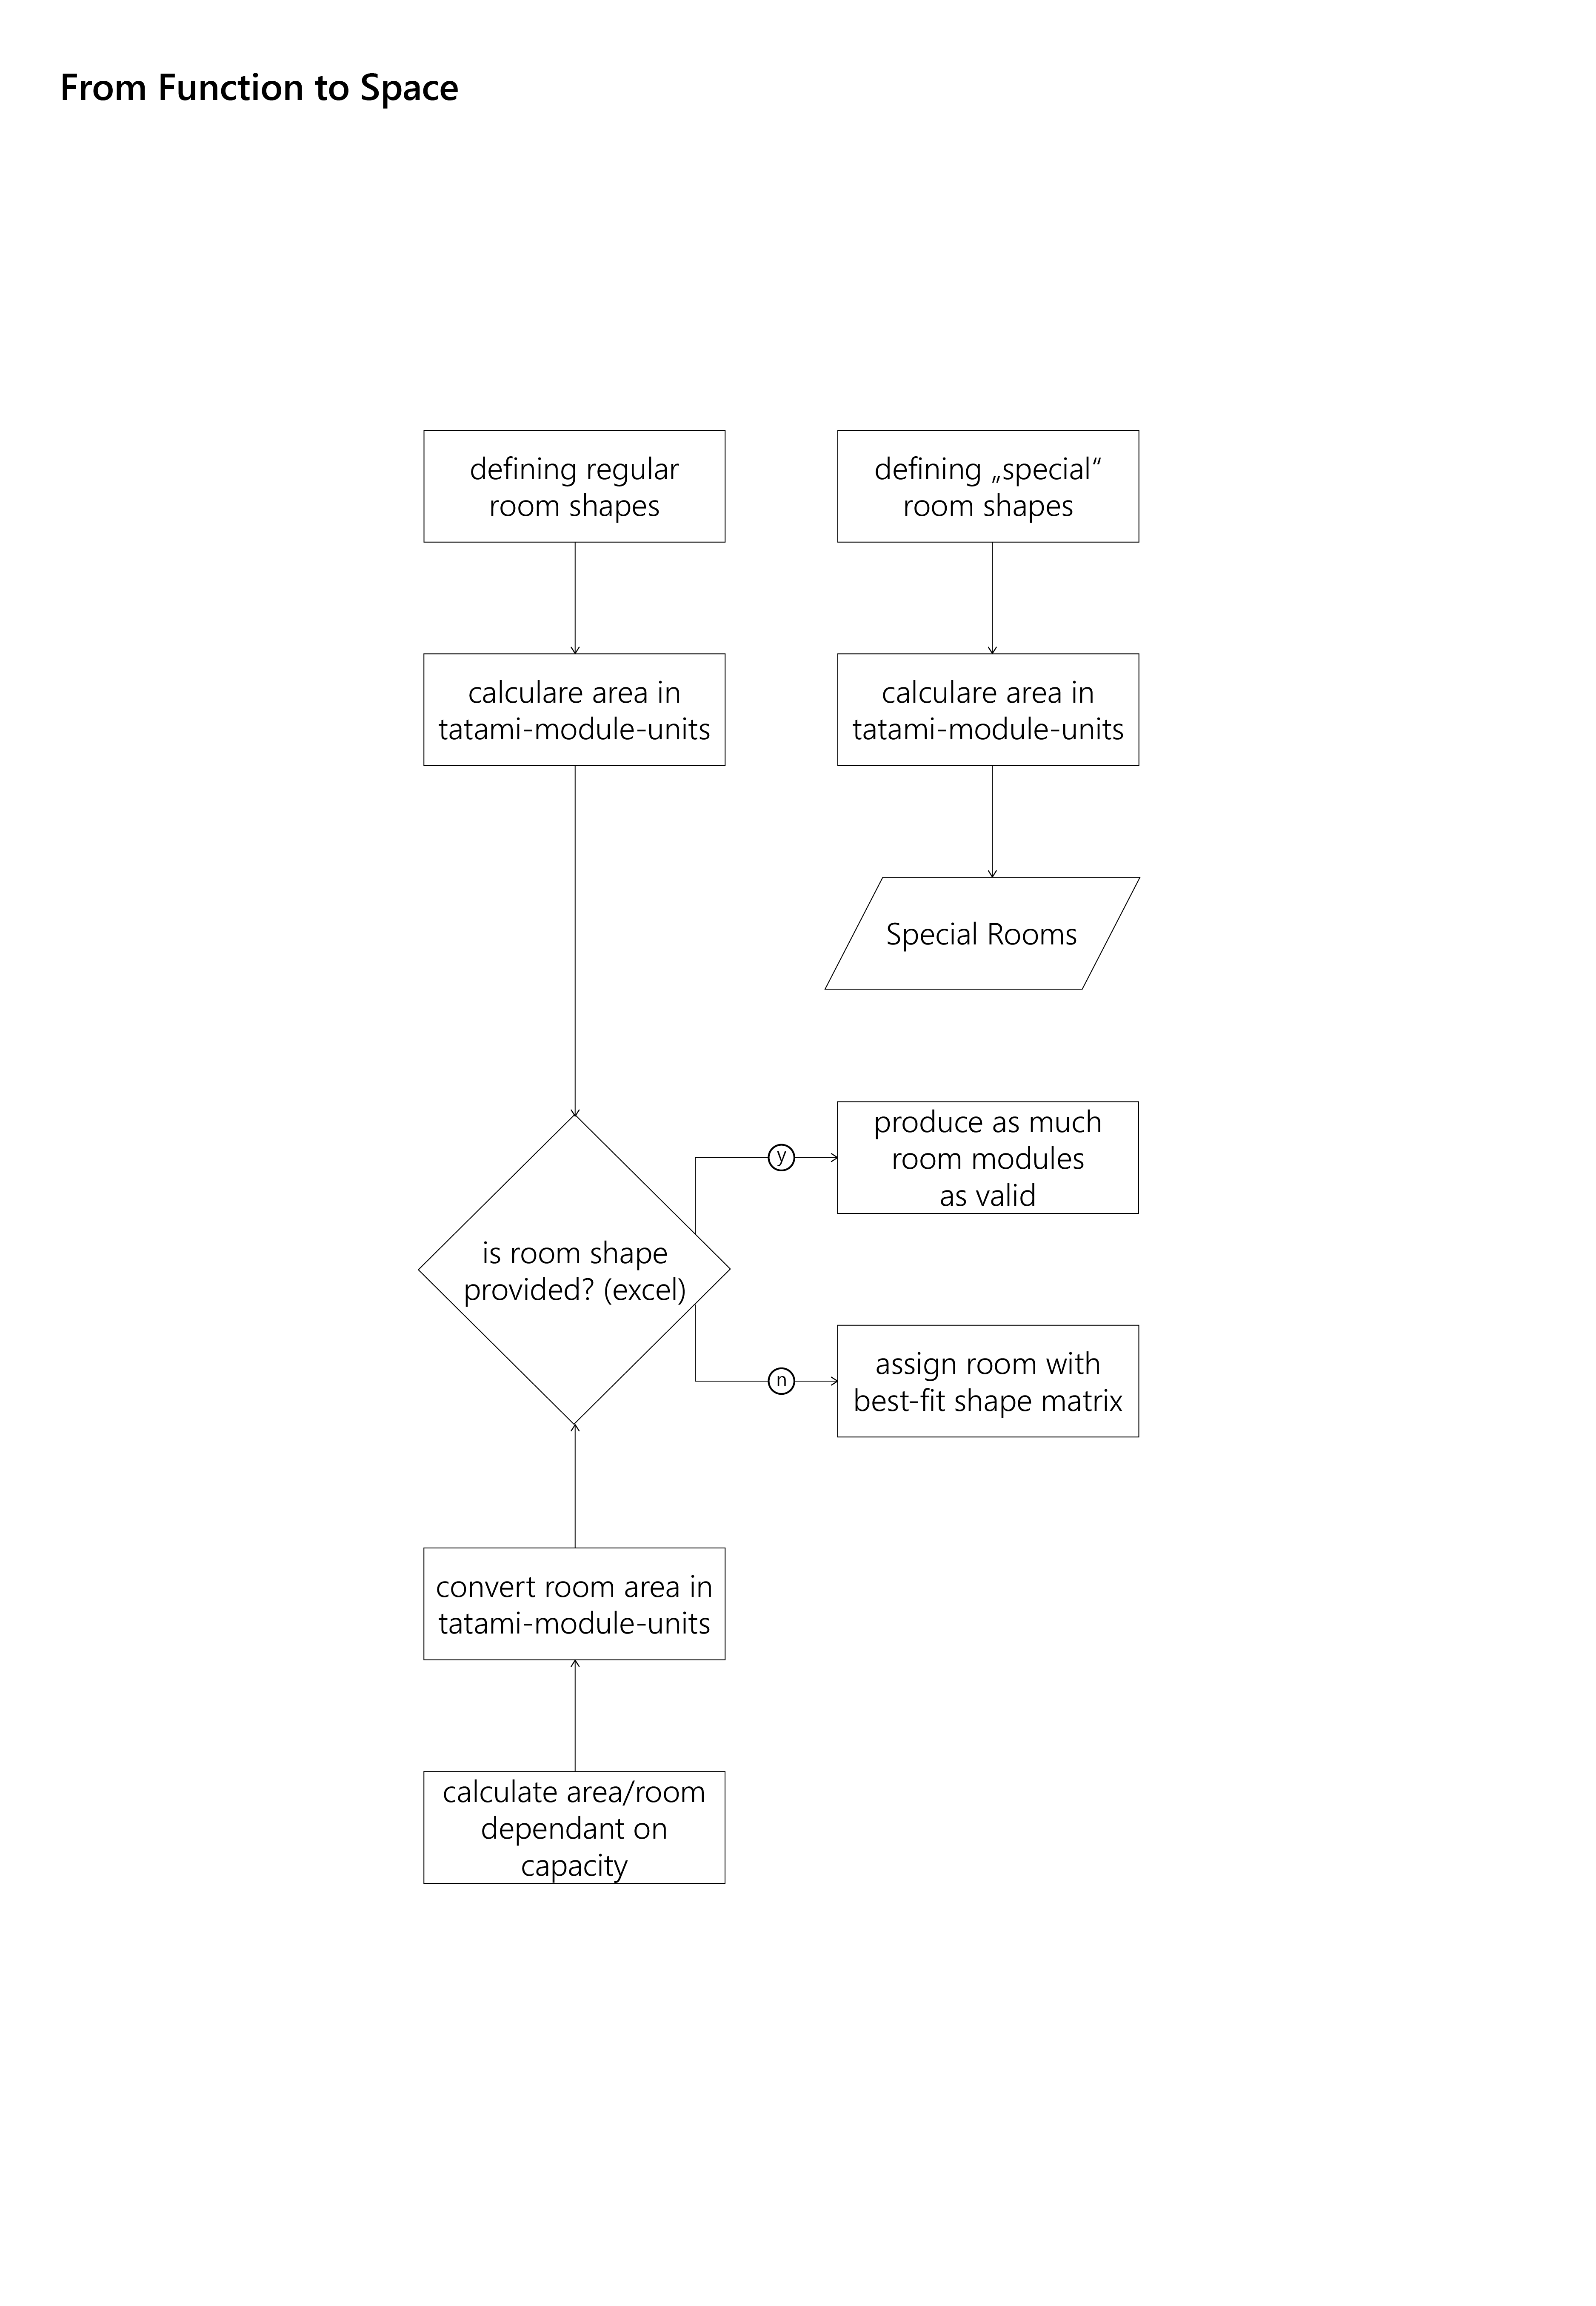 From Function to Space
defining regular
room shapes
defining „special“
room shapes
calculare area in
tatami-module-units
calculare area in
tatami-module-units
Special Rooms
produce as much
room modules
as valid
y
is room shape
provided? (excel)
n
assign room with
best-fit shape matrix
convert room area in
tatami-module-units
calculate area/room
dependant on
capacity